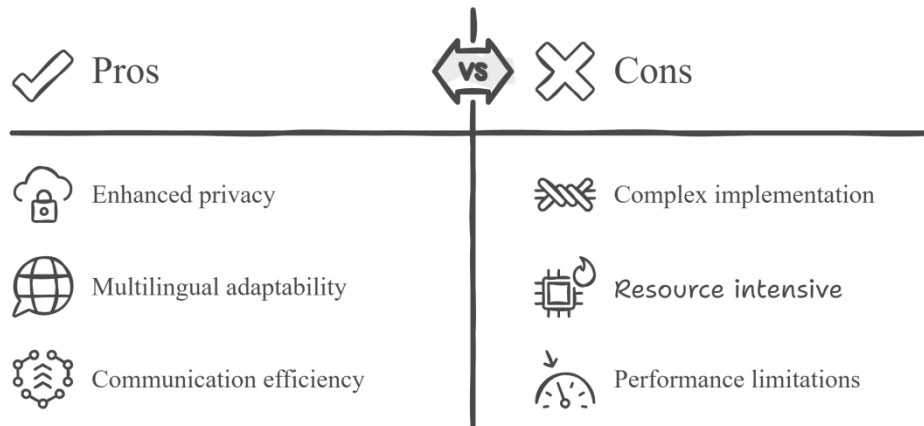 Pros
VS
Cons
Enhanced privacy
Complex implementation
Multilingual adaptability
Resource intensive
Communication efficiency
Performance limitations